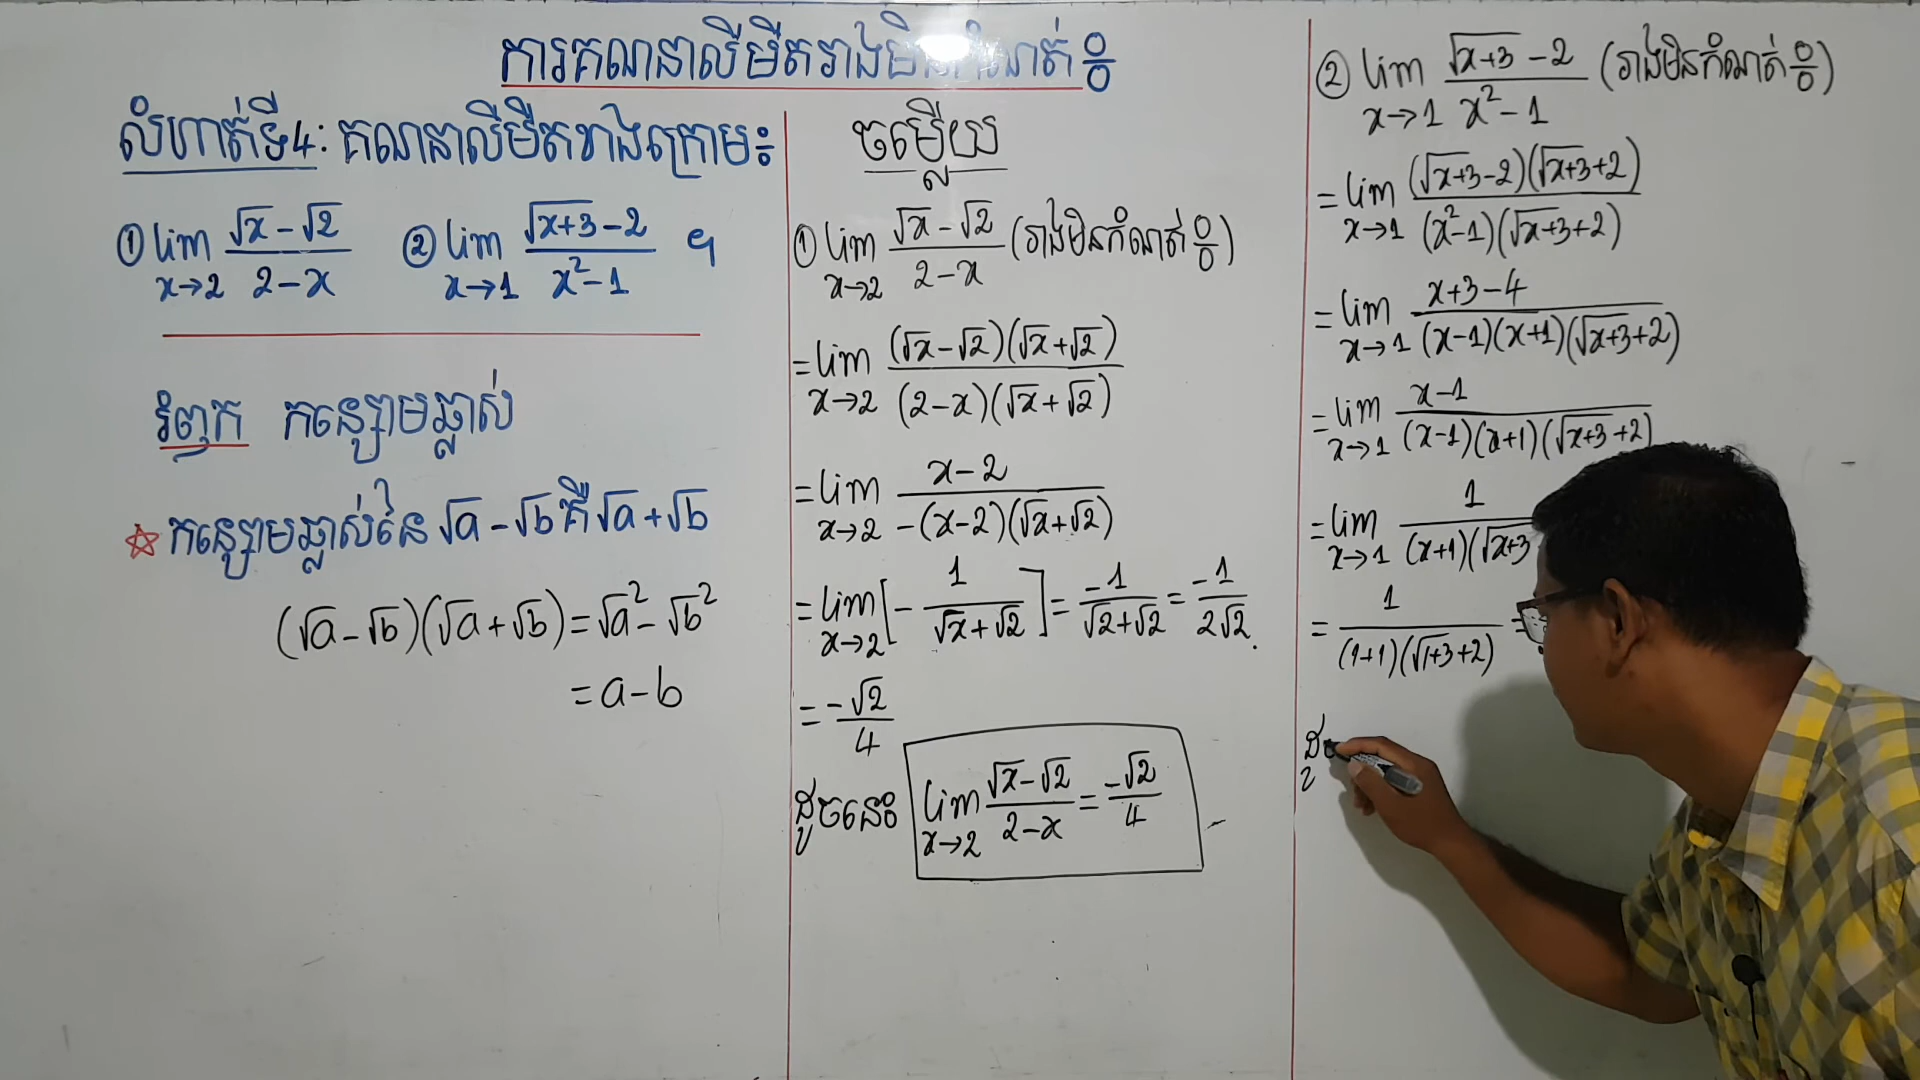 ការគណនាលីមីតរាងមិនកំណត់ 0/0
លំហាត់ទី4: គណនាលីមីតខាងក្រោម៖
① lim x→2 (√x - √2)/(2-x) ② lim x→1 (√(x+3) - 2)/(x² - 1) ។
រំឭក កន្សោមឆ្លាស់
☆ កន្សោមឆ្លាស់នៃ √a - √b គឺ √a + √b
(√a - √b)(√a + √b) = √a² - √b²
= a - b
ចម្លើយ
① lim x→2 (√x - √2)/(2-x) (រាងមិនកំណត់ 0/0)
= lim x→2 (√x - √2)(√x + √2)/(2-x)(√x + √2)
= lim x→2 (x-2)/-(x-2)(√x + √2)
= lim x→2 [- 1/(√x + √2)] = -1/(√2 + √2) = -1/2√2
= -√2/4
ដូចនេះ lim x→2 (√x - √2)/(2-x) = -√2/4
② lim x→1 (√(x+3) - 2)/(x² - 1) (រាងមិនកំណត់ 0/0)
= lim x→1 (√(x+3) - 2)(√(x+3) + 2)/(x² - 1)(√(x+3) + 2)
= lim x→1 (x+3-4)/(x-1)(x+1)(√(x+3) + 2)
= lim x→1 (x-1)/(x-1)(x+1)(√(x+3) + 2)
= lim x→1 1/(x+1)(√(x+3)
= 1/(1+1)(√(1+3) + 2) =